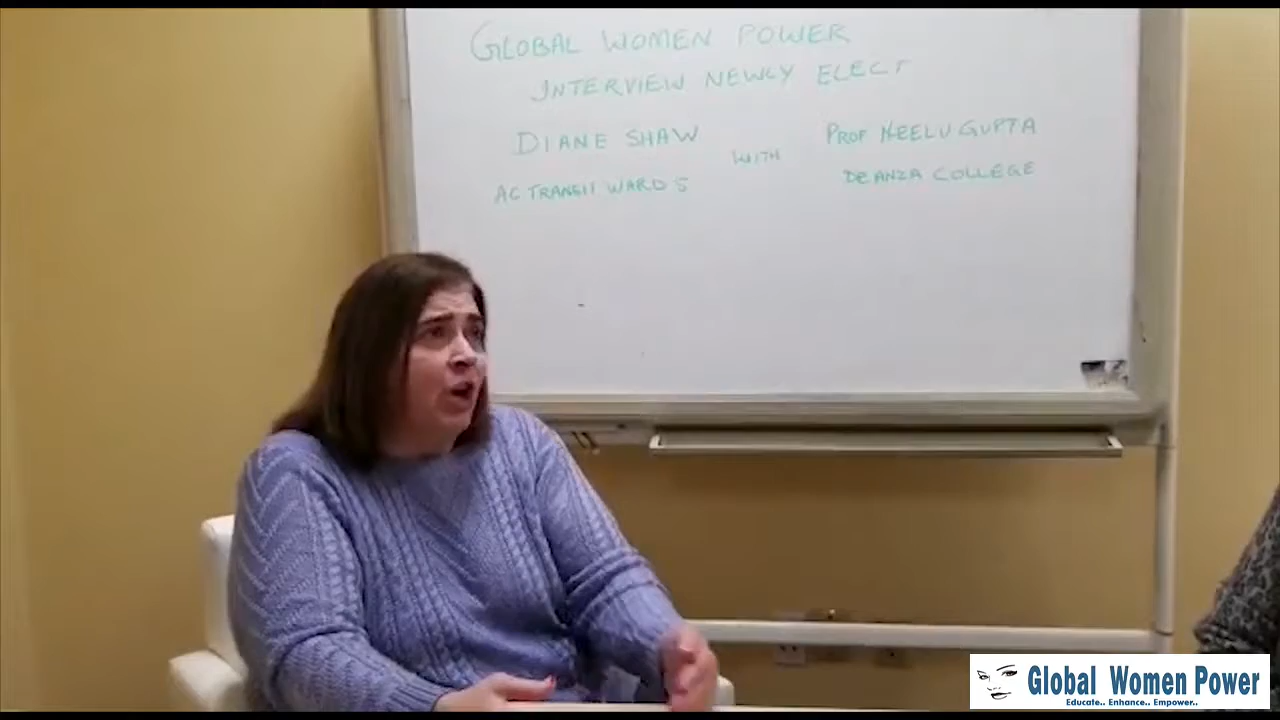 GLOBAL WOMEN POWER
INTERVIEW NEWLY ELECT
DIANE SHAW
WITH
PROF NEELU GUPTA
AC TRANSIT WARD 5
DE ANZA COLLEGE
Global Women Power
Educate.. Enhance.. Empower..